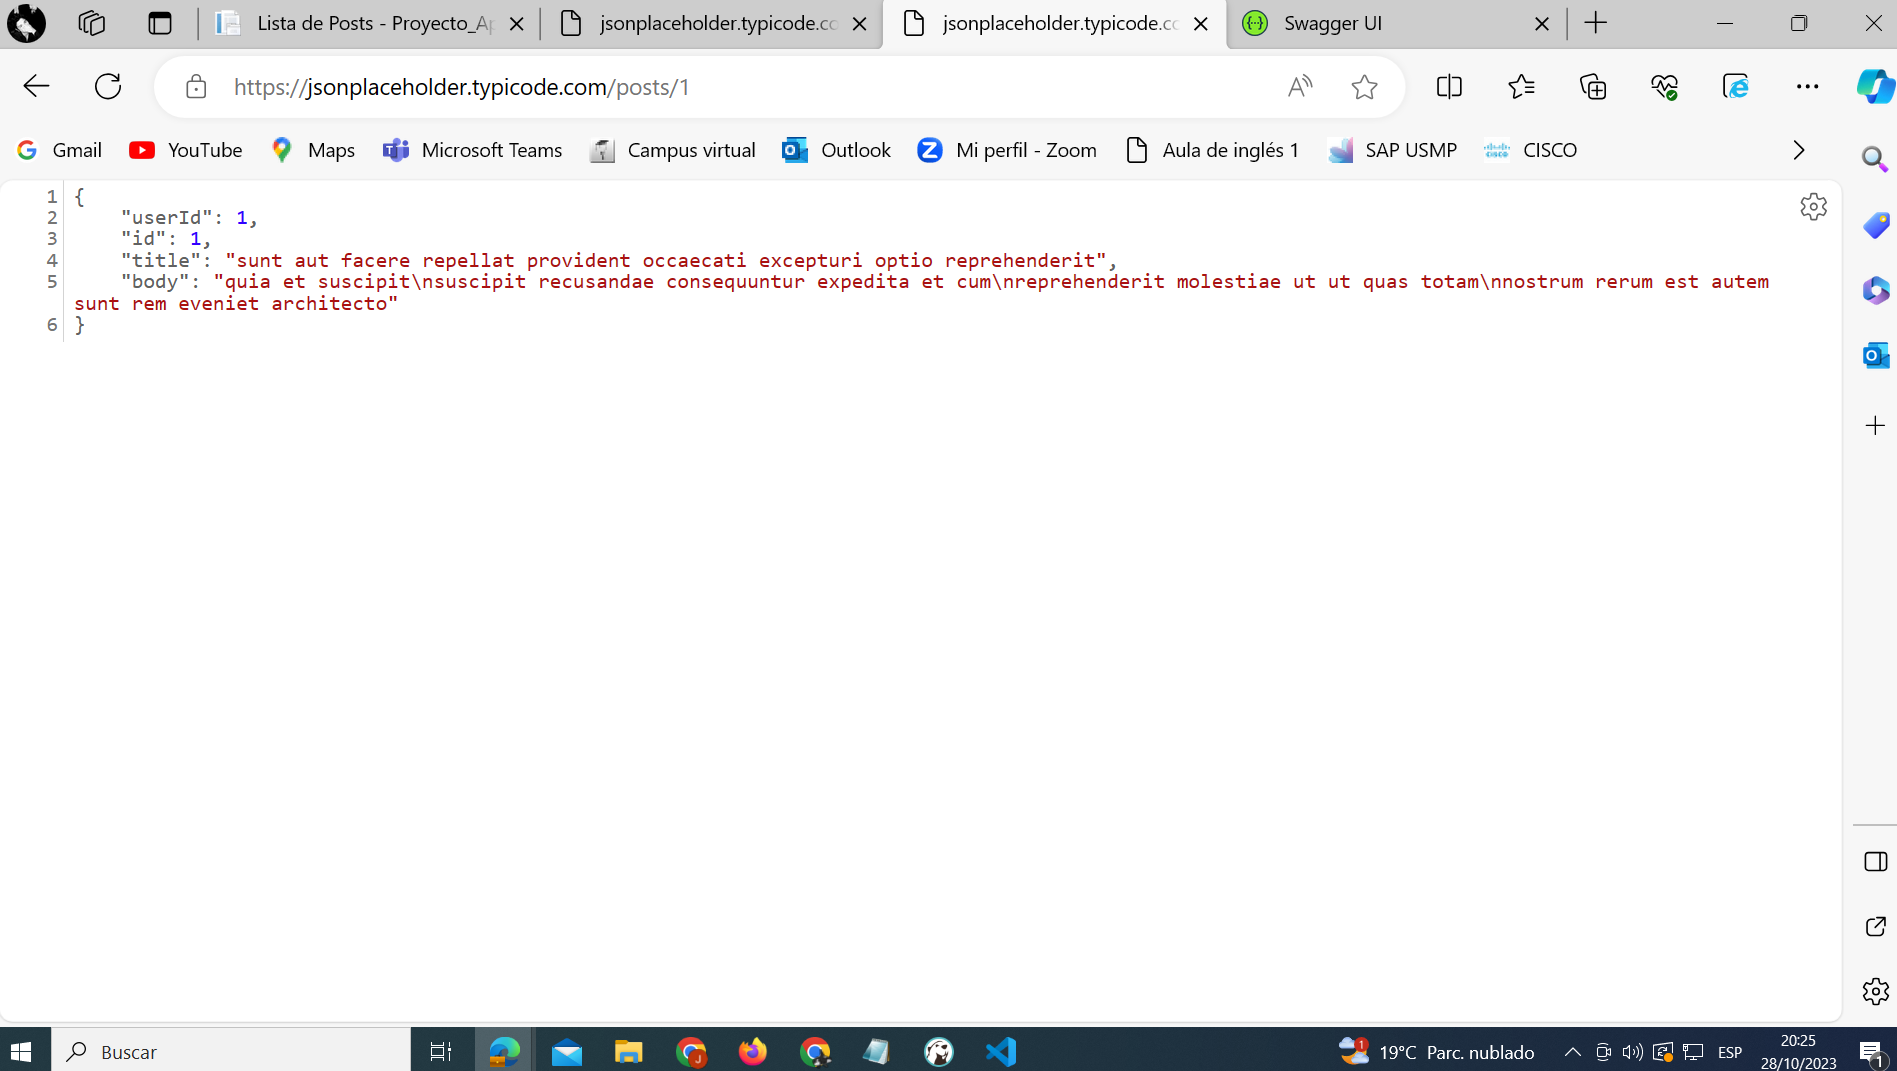 Lista de Posts - Proyecto_Ap
jsonplaceholder.typicode.co
jsonplaceholder.typicode.co
Swagger UI
https://jsonplaceholder.typicode.com/posts/1
Gmail
YouTube
Maps
Microsoft Teams
Campus virtual
Outlook
Mi perfil - Zoom
Aula de inglés 1
SAP USMP
CISCO
1 {
2 "userId": 1,
3 "id": 1,
4 "title": "sunt aut facere repellat provident occaecati excepturi optio reprehenderit",
5 "body": "quia et suscipit\nsuscipit recusandae consequuntur expedita et cum\nreprehenderit molestiae ut ut quas totam\nnostrum rerum est autem
sunt rem eveniet architecto"
6 }
Buscar
19°C Parc. nublado
ESP
20:25
28/10/2023
1